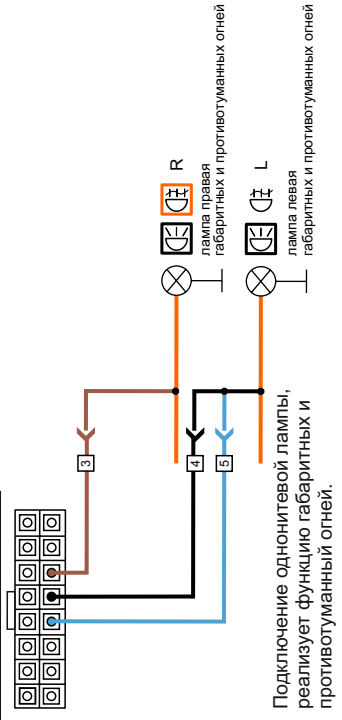 3
4
5
R
лампа правая
габаритных и противотуманных огней
L
лампа левая
габаритных и противотуманных огней
Подключение однонитевой лампы,
реализует функцию габаритных и
противотуманный огней.